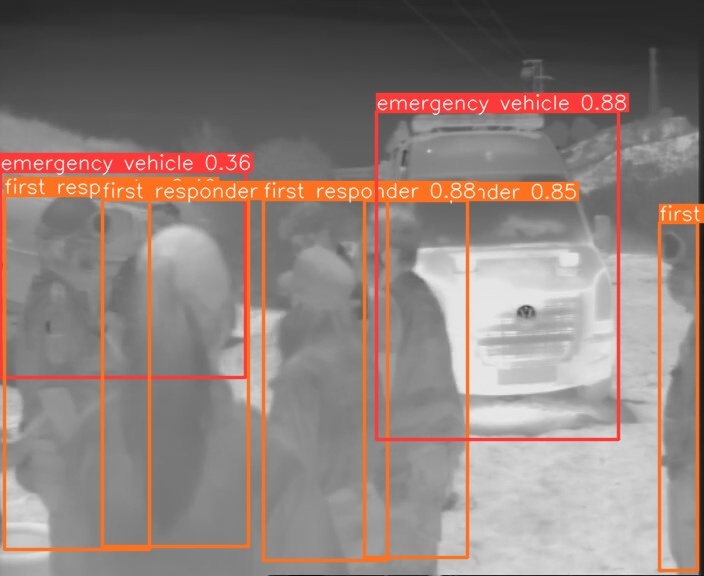 emergency vehicle 0.88
emergency vehicle 0.36
first resp
first responder
first responder 0.88
nder 0.85
first